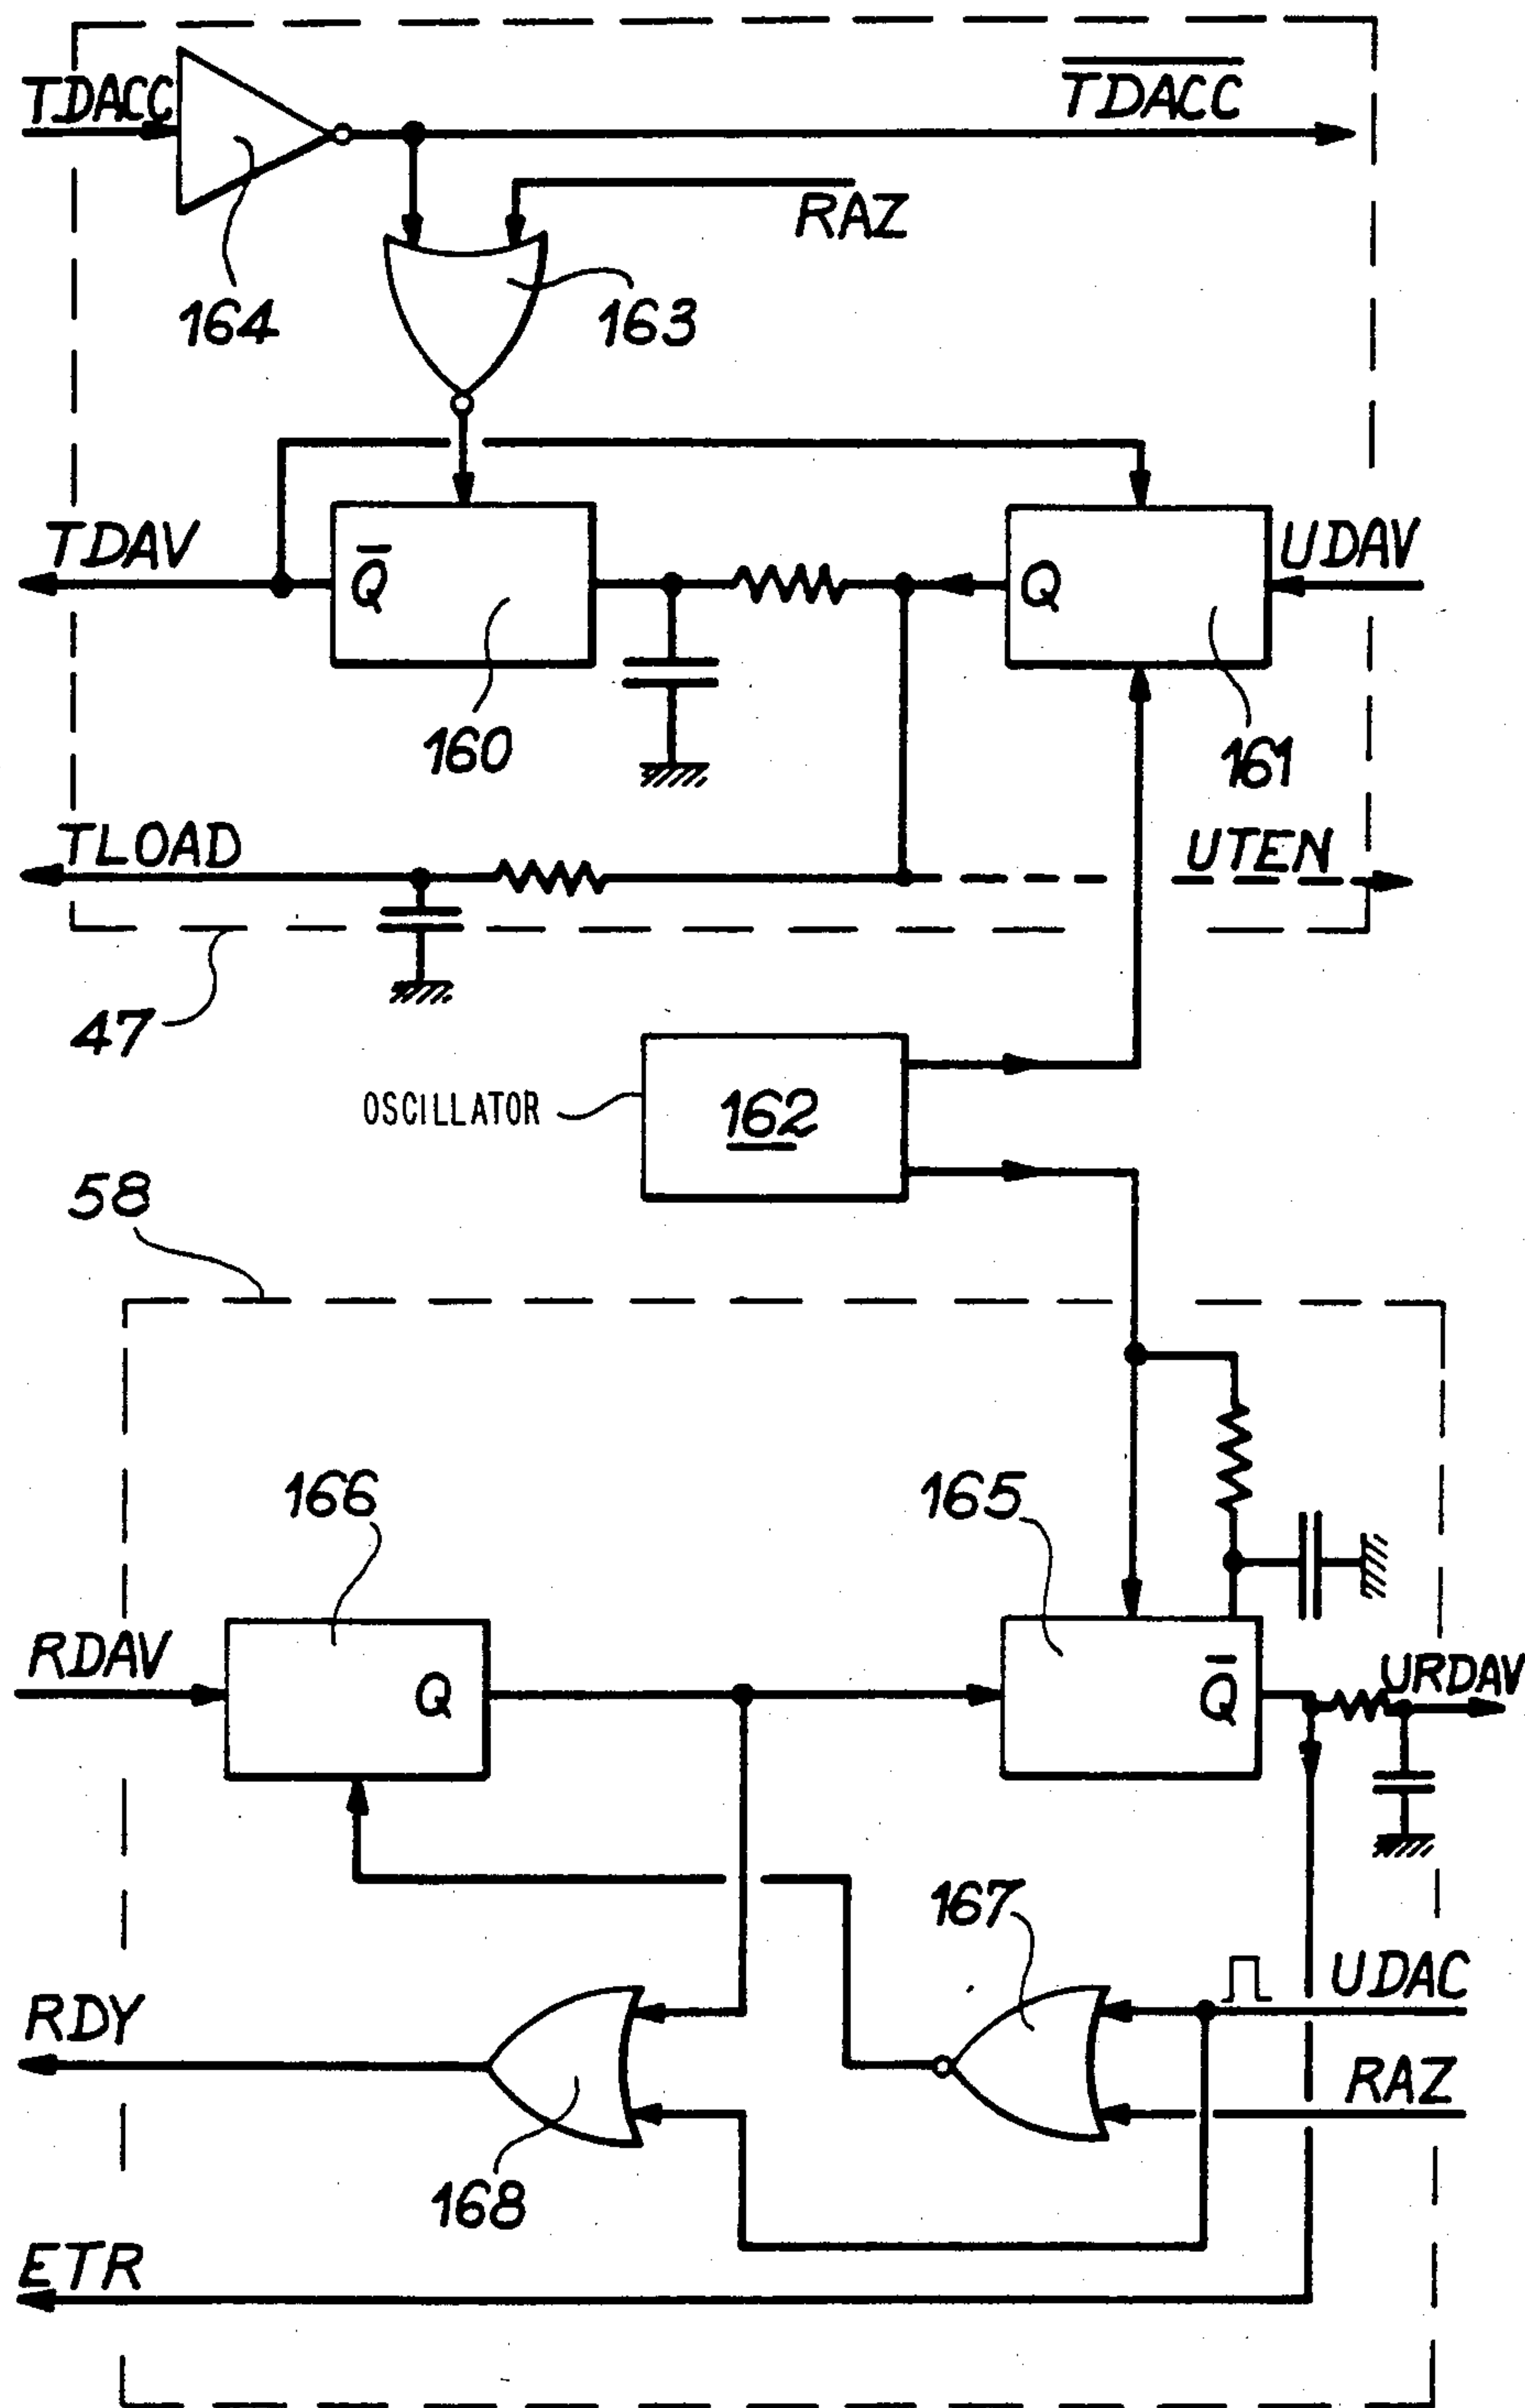 TDACC
T̅D̅A̅C̅C̅
RAZ
164
163
TDAV
Q̅
Q
UDAV
160
161
TLOAD
UTEN
47
OSCILLATOR
162
58
166
165
RDAV
Q
Q̅
URDAV
167
UDAC
RDY
RAZ
168
ETR